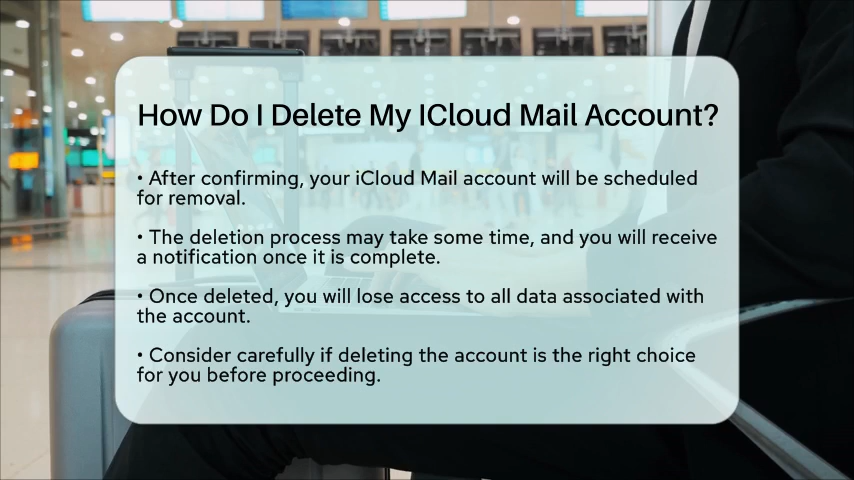 How Do I Delete My ICloud Mail Account?
• After confirming, your iCloud Mail account will be scheduled
for removal.
• The deletion process may take some time, and you will receive
a notification once it is complete.
• Once deleted, you will lose access to all data associated with
the account.
• Consider carefully if deleting the account is the right choice
for you before proceeding.